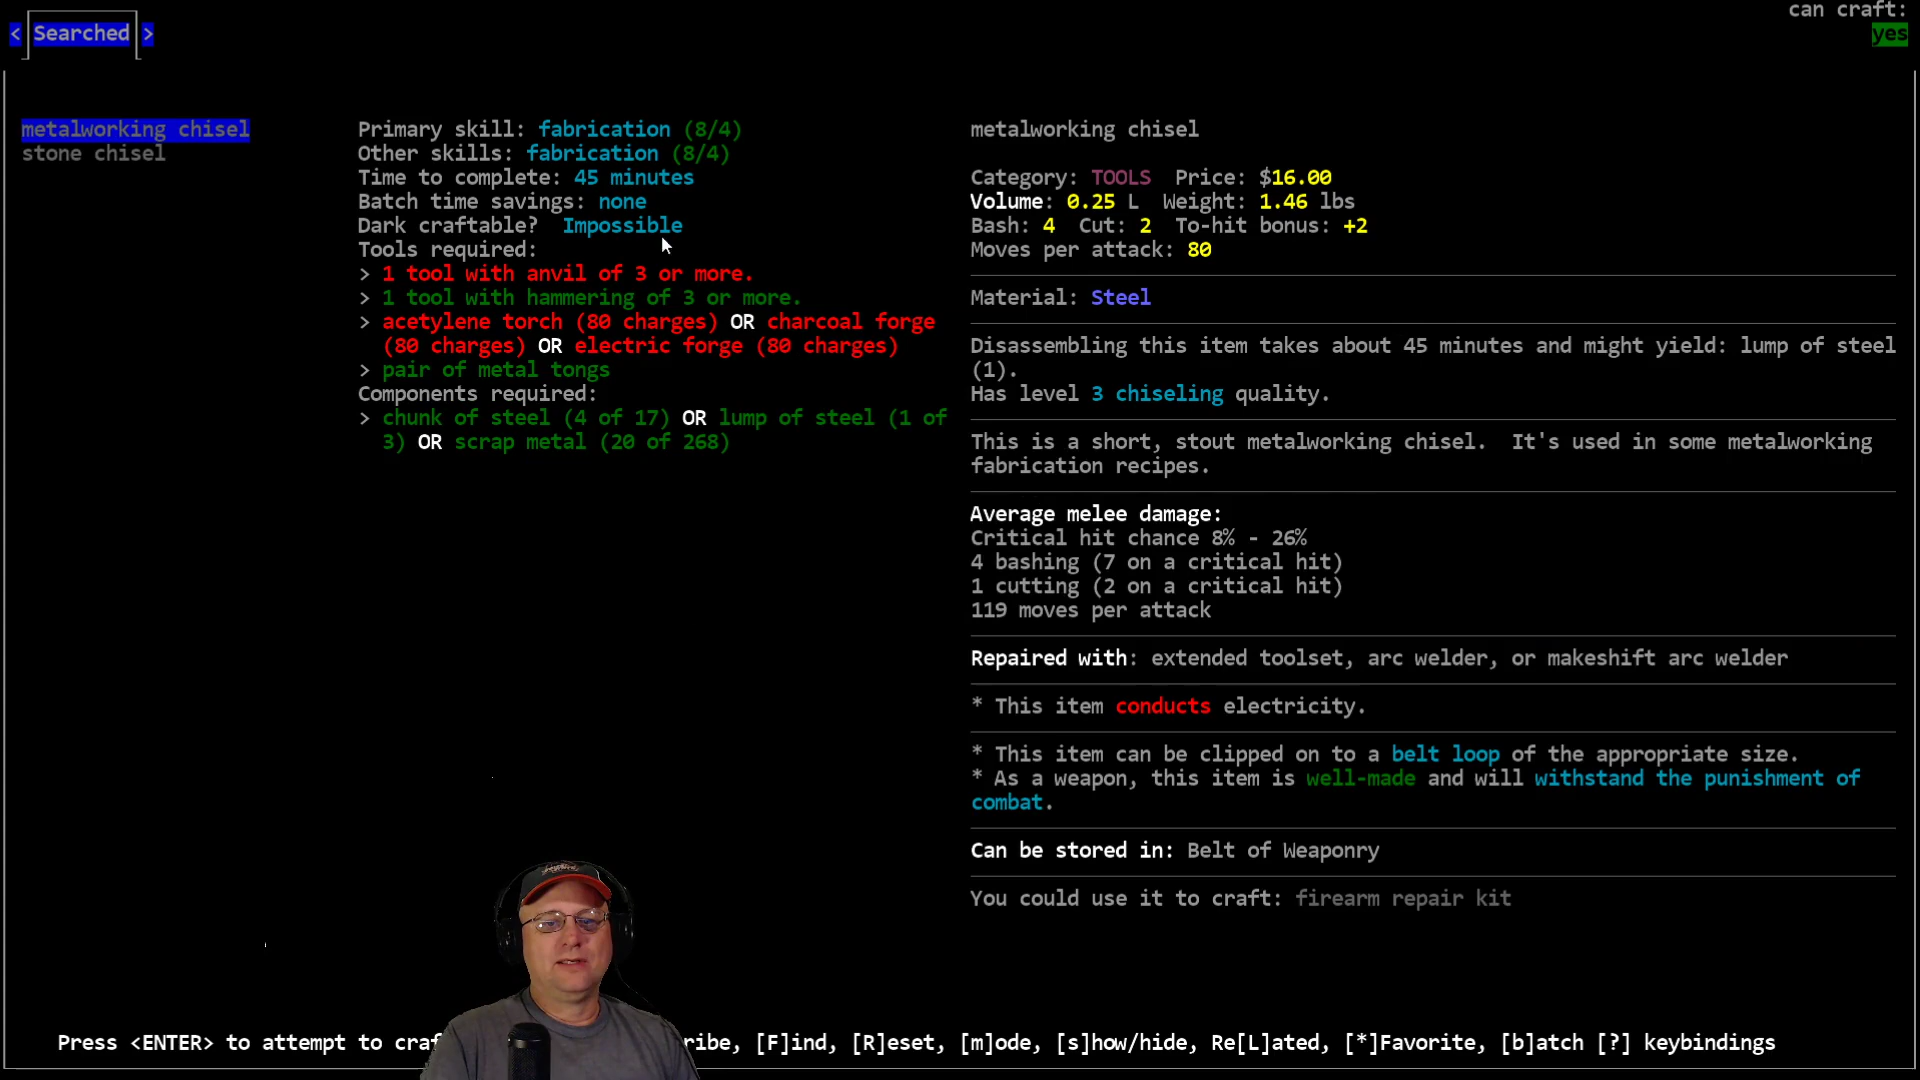 can craft:
< Searched >
yes
metalworking chisel
stone chisel
Primary skill: fabrication (8/4)
Other skills: fabrication (8/4)
Time to complete: 45 minutes
Batch time savings: none
Dark craftable? Impossible
Tools required:
> 1 tool with anvil of 3 or more.
> 1 tool with hammering of 3 or more.
> acetylene torch (80 charges) OR charcoal forge
(80 charges) OR electric forge (80 charges)
> pair of metal tongs
Components required:
> chunk of steel (4 of 17) OR lump of steel (1 of
3) OR scrap metal (20 of 268)
metalworking chisel
Category: TOOLS Price: $16.00
Volume: 0.25 L Weight: 1.46 lbs
Bash: 4 Cut: 2 To-hit bonus: +2
Moves per attack: 80
Material: Steel
Disassembling this item takes about 45 minutes and might yield: lump of steel
(1).
Has level 3 chiseling quality.
This is a short, stout metalworking chisel. It's used in some metalworking
fabrication recipes.
Average melee damage:
Critical hit chance 8% - 26%
4 bashing (7 on a critical hit)
1 cutting (2 on a critical hit)
119 moves per attack
Repaired with: extended toolset, arc welder, or makeshift arc welder
* This item conducts electricity.
* This item can be clipped on to a belt loop of the appropriate size.
* As a weapon, this item is well-made and will withstand the punishment of
combat.
Can be stored in: Belt of Weaponry
You could use it to craft: firearm repair kit
Press <ENTER> to attempt to craf ribe, [F]ind, [R]eset, [m]ode, [s]how/hide, Re[L]ated, [*]Favorite, [b]atch [?] keybindings